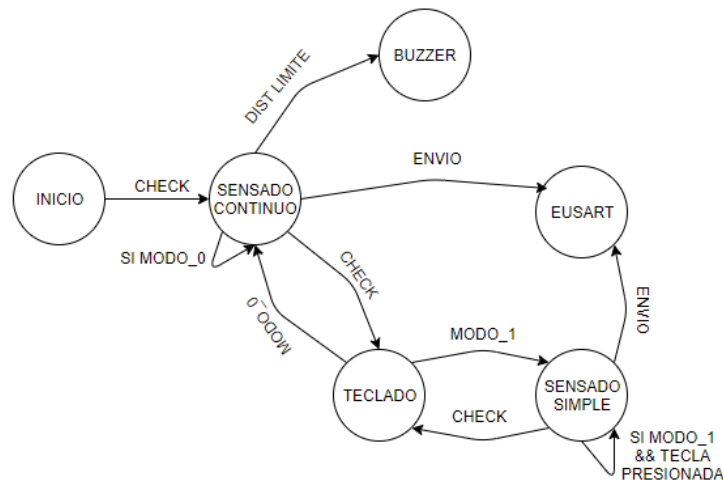 BUZZER
DIST LIMITE
ENVIO
CHECK
INICIO
SENSADO
CONTINUO
EUSART
SI MODO_0
CHECK
MODO_0
ENVIO
MODO_1
TECLADO
SENSADO
SIMPLE
CHECK
SI MODO_1
&& TECLA
PRESIONADA